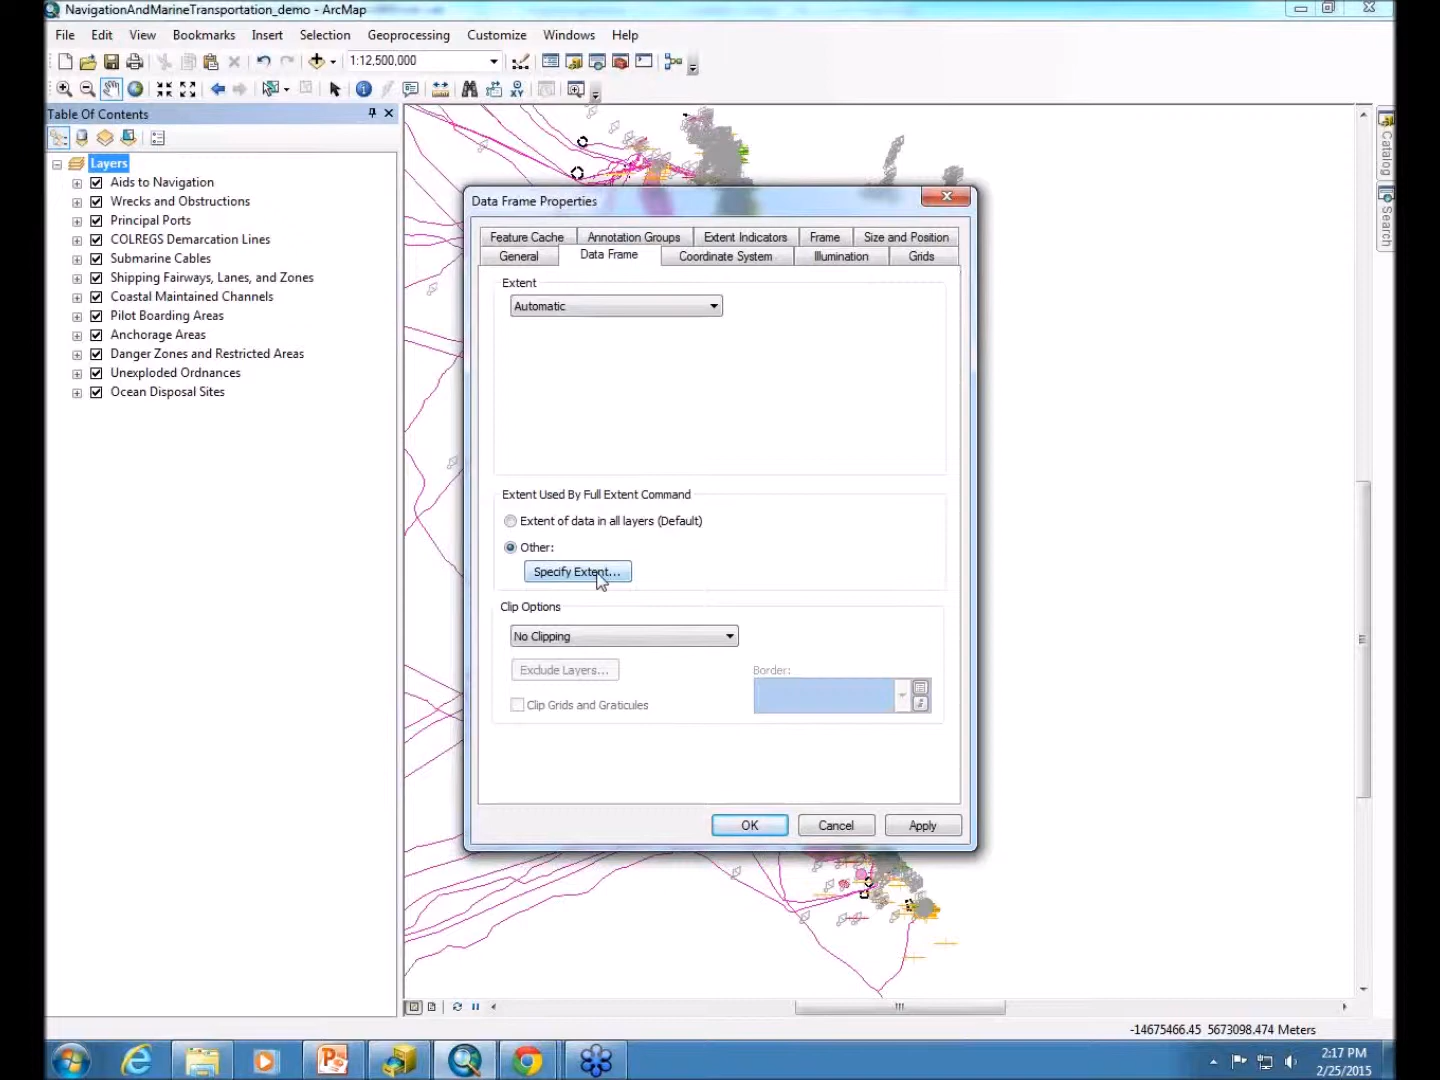 NavigationAndMarineTransportation_demo - ArcMap
File Edit View Bookmarks Insert Selection Geoprocessing Customize Windows Help
1:12,500,000
Table Of Contents
Layers
Aids to Navigation
Wrecks and Obstructions
Principal Ports
COLREGS Demarcation Lines
Submarine Cables
Shipping Fairways, Lanes, and Zones
Coastal Maintained Channels
Pilot Boarding Areas
Anchorage Areas
Danger Zones and Restricted Areas
Unexploded Ordnances
Ocean Disposal Sites
Data Frame Properties
Feature Cache Annotation Groups Extent Indicators Frame Size and Position
General Data Frame Coordinate System Illumination Grids
Extent
Automatic
Extent Used By Full Extent Command
Extent of data in all layers (Default)
Other:
Specify Extent...
Clip Options
No Clipping
Exclude Layers...
Border:
Clip Grids and Graticules
OK Cancel Apply
Catalog
Search
-14675466.45 5673098.474 Meters
2:17 PM
2/25/2015